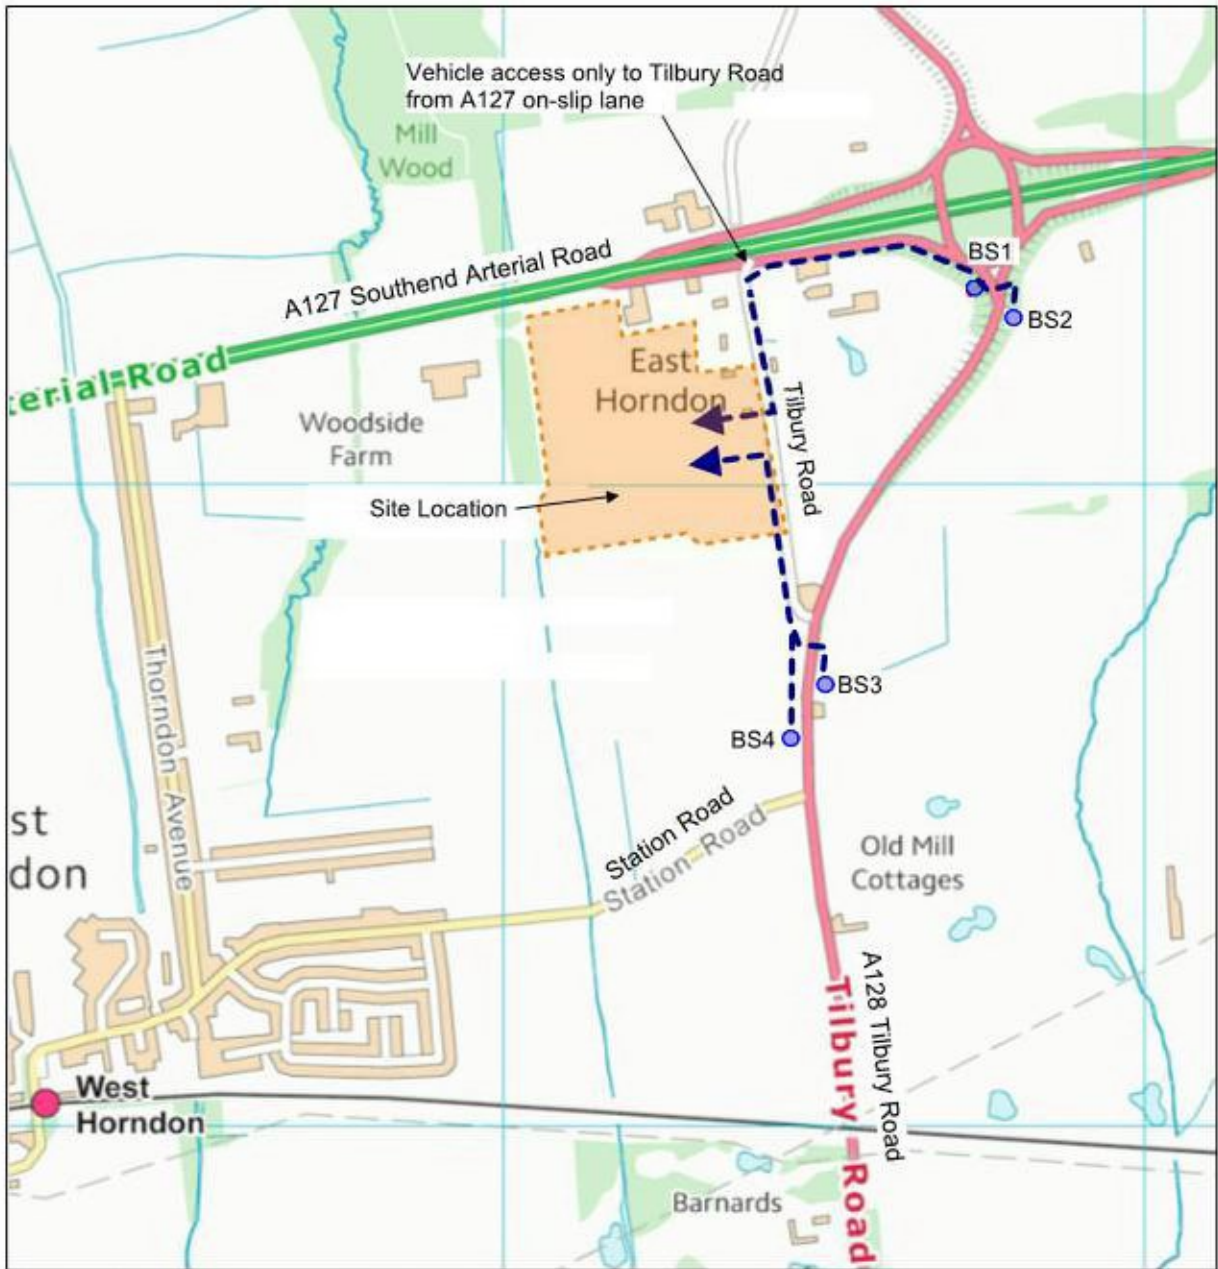 Vehicle access only to Tilbury Road
from A127 on-slip lane
Mill
Wood
A127 Southend Arterial Road
BS1
BS2
terial Road
East
Horndon
Woodside
Farm
Tilbury Road
Site Location
Thorndon Avenue
BS3
BS4
Station Road
Station Road
st
don
Old Mill
Cottages
A128 Tilbury Road
Tilbury Road
West
Horndon
Barnards